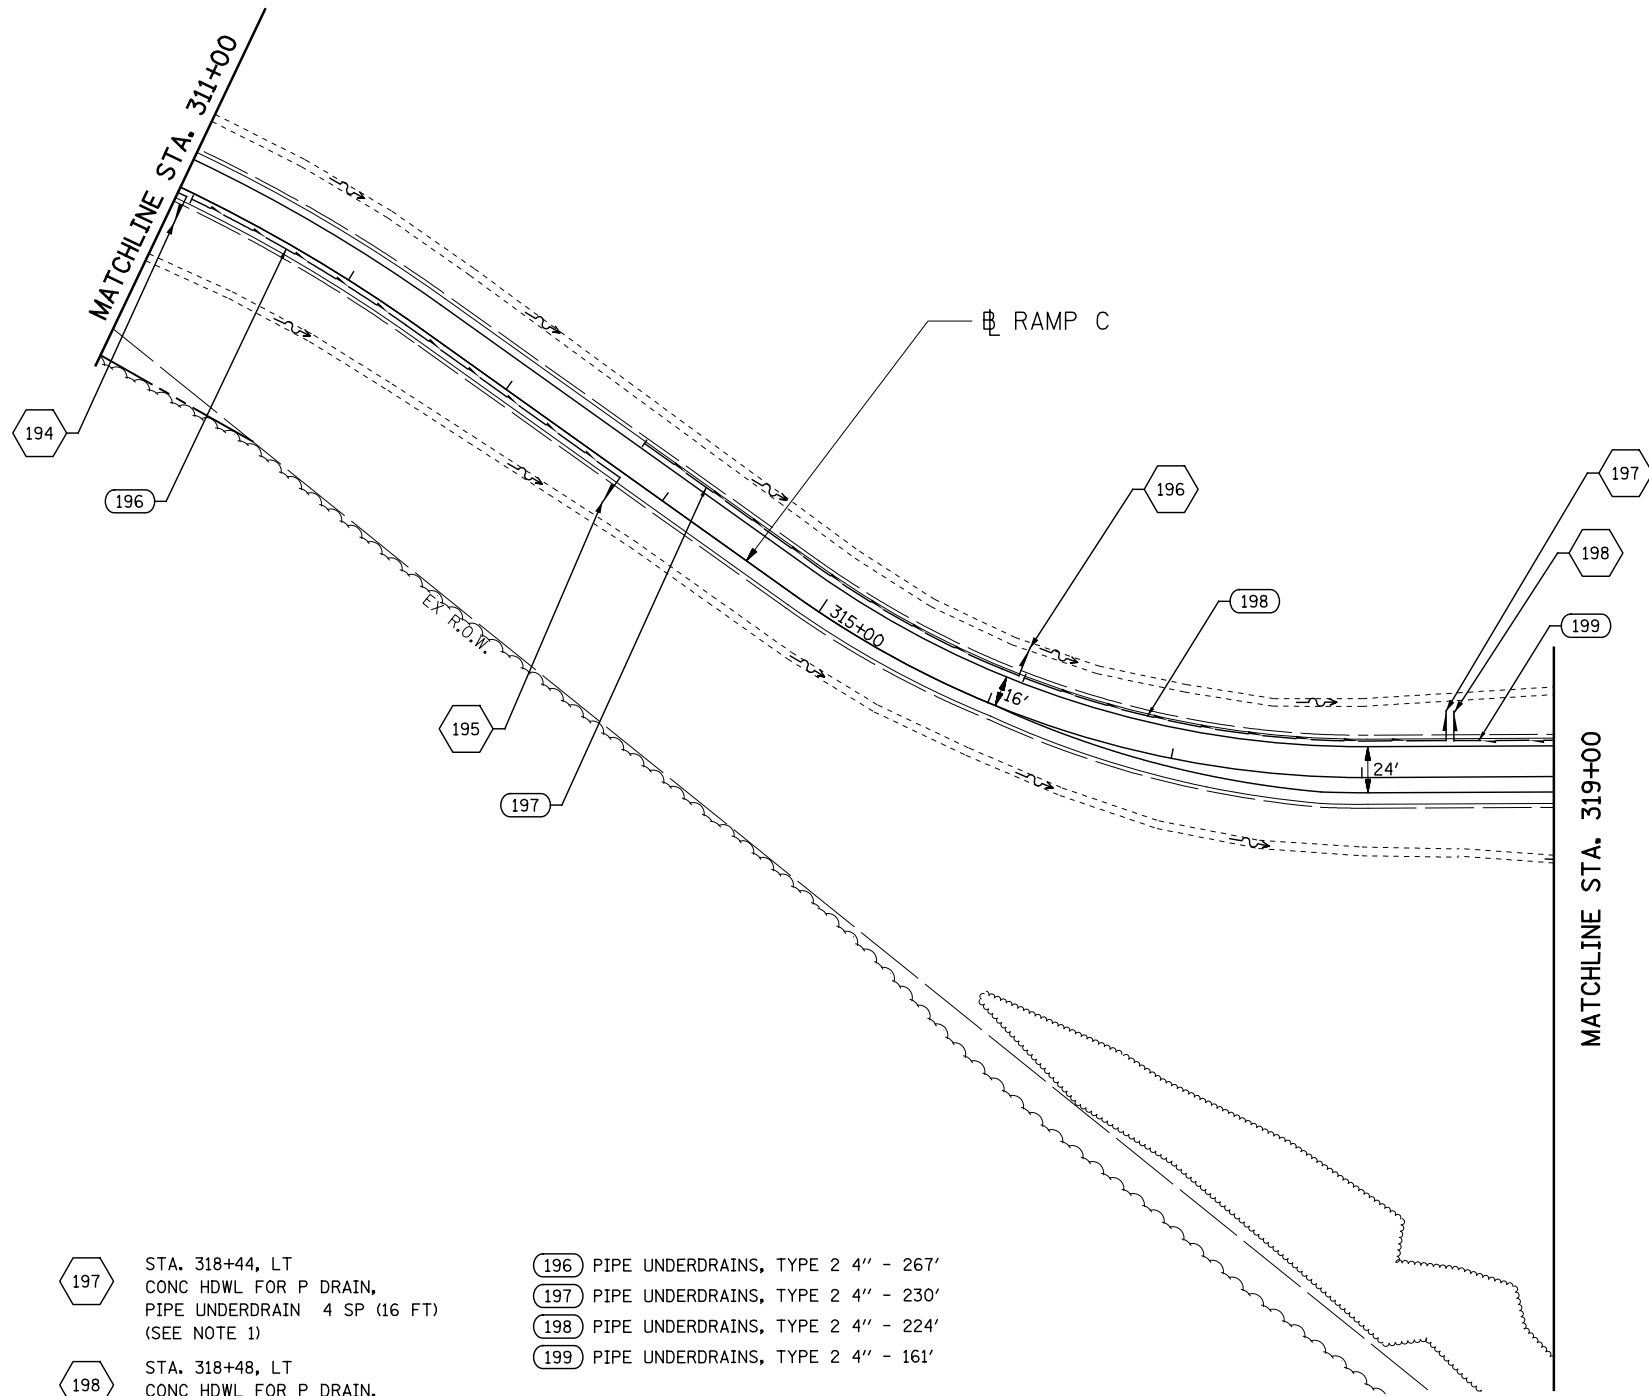 MATCHLINE STA. 311+00
℄ RAMP C
194
196
196
197
198
198
199
315+00
16'
EX R.O.W.
195
197
24'
MATCHLINE STA. 319+00
197
STA. 318+44, LT
CONC HDWL FOR P DRAIN,
PIPE UNDERDRAIN 4 SP (16 FT)
(SEE NOTE 1)
198
STA. 318+48, LT
CONC HDWL FOR P DRAIN,
196 PIPE UNDERDRAINS, TYPE 2 4" - 267'
197 PIPE UNDERDRAINS, TYPE 2 4" - 230'
198 PIPE UNDERDRAINS, TYPE 2 4" - 224'
199 PIPE UNDERDRAINS, TYPE 2 4" - 161'